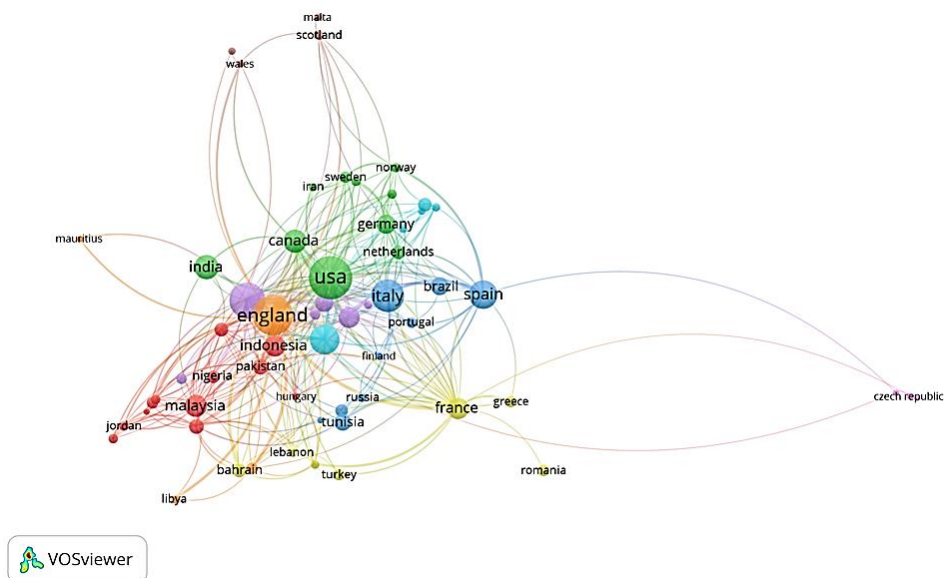 malta
scotland
wales
norway
sweden
iran
germany
mauritius
canada
netherlands
india
usa
brazil
italy
spain
england
portugal
indonesia
finland
pakistan
nigeria
hungary
russia
czech republic
malaysia
france
greece
tunisia
jordan
lebanon
bahrain
turkey
romania
libya
VOSviewer